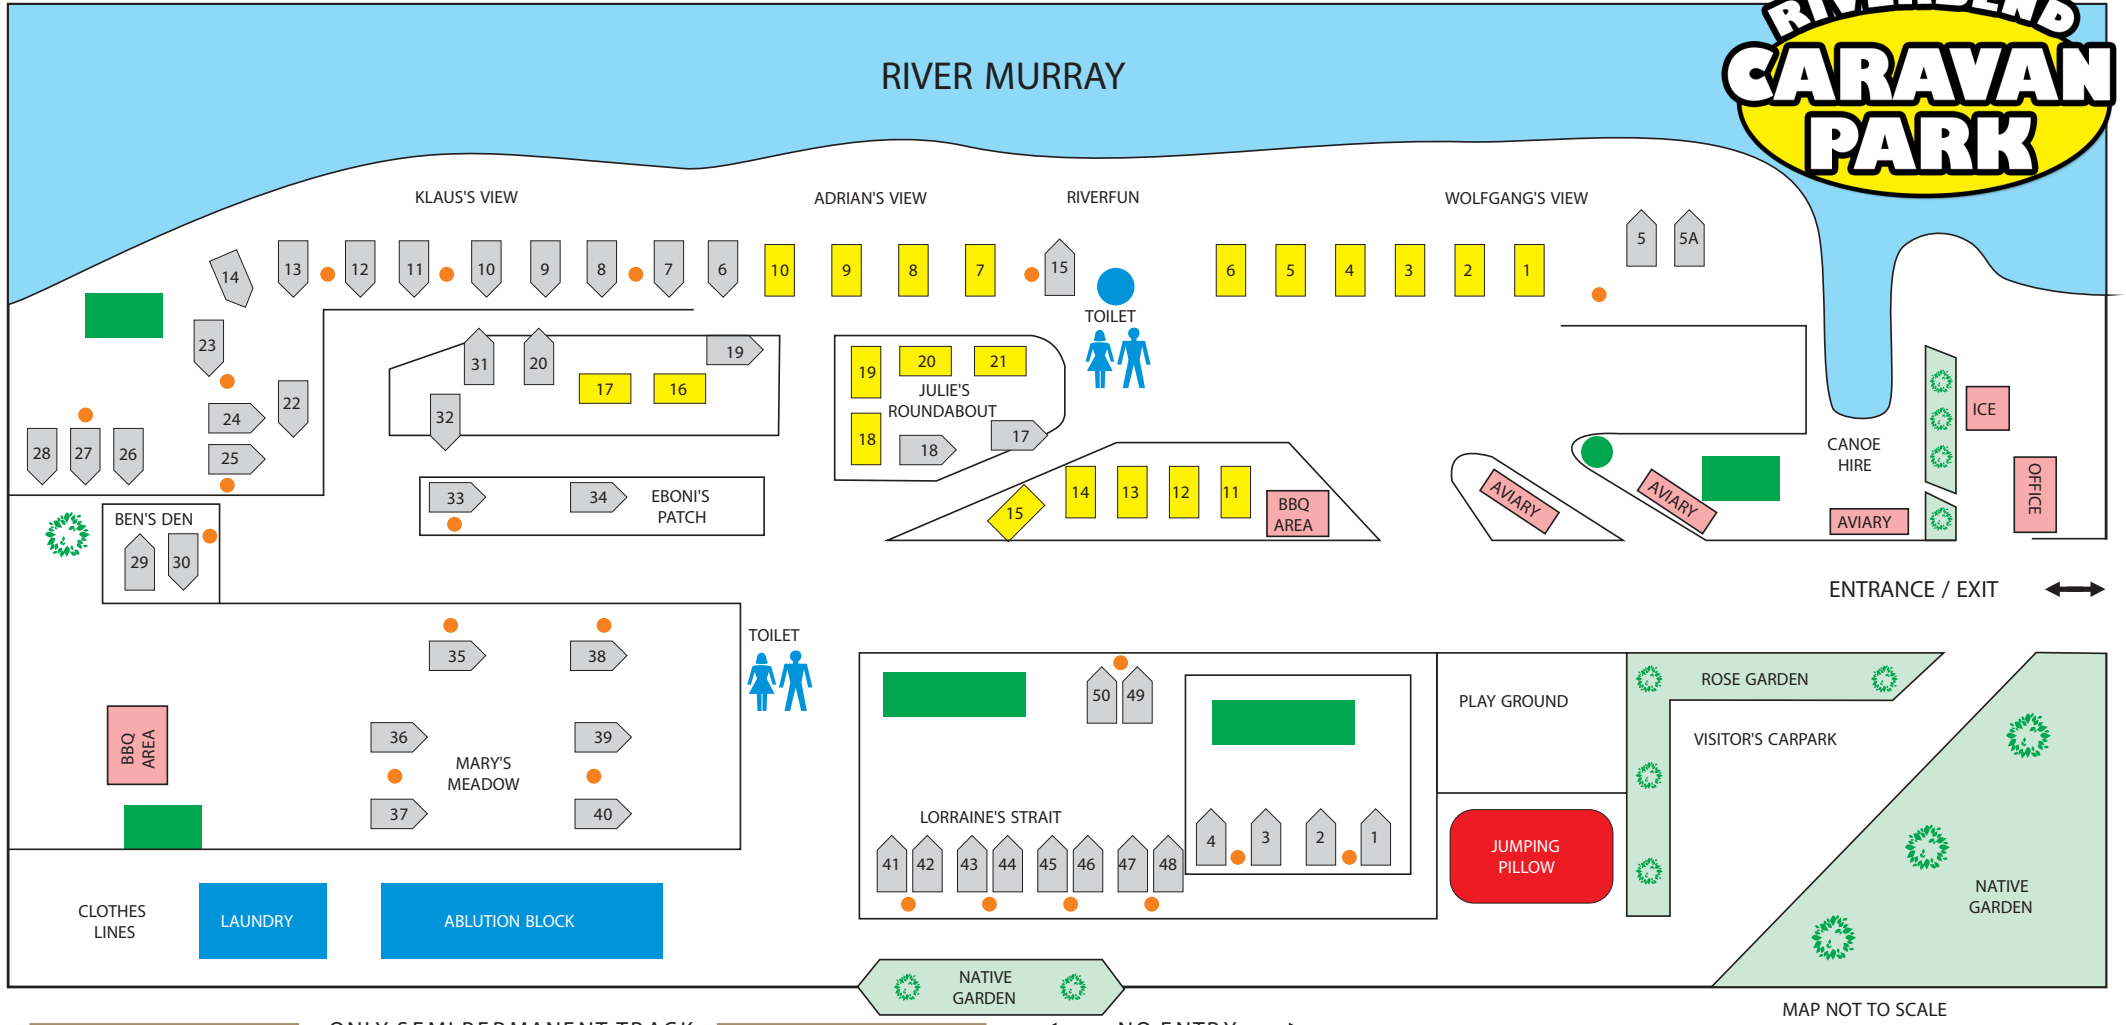 RIVERBEND
CARAVAN
PARK
RIVER MURRAY
KLAUS'S VIEW
ADRIAN'S VIEW
RIVERFUN
WOLFGANG'S VIEW
5
5A
14
13
12
11
10
9
8
7
6
10
9
8
7
15
6
5
4
3
2
1
TOILET
23
31
20
19
17
16
19
20
21
JULIE'S
ROUNDABOUT
18
18
17
22
24
25
32
28
27
26
ICE
CANOE
HIRE
OFFICE
33
34
EBONI'S
PATCH
15
14
13
12
11
BBQ
AREA
AVIARY
AVIARY
AVIARY
BEN'S DEN
29
30
ENTRANCE / EXIT
TOILET
35
38
36
39
37
40
MARY'S
MEADOW
BBQ
AREA
50
49
PLAY GROUND
ROSE GARDEN
VISITOR'S CARPARK
LORRAINE'S STRAIT
41
42
43
44
45
46
47
48
4
3
2
1
JUMPING
PILLOW
NATIVE
GARDEN
CLOTHES
LINES
LAUNDRY
ABLUTION BLOCK
NATIVE
GARDEN
MAP NOT TO SCALE
ONLY SEMI PERMANENT TRACK
NO ENTRY